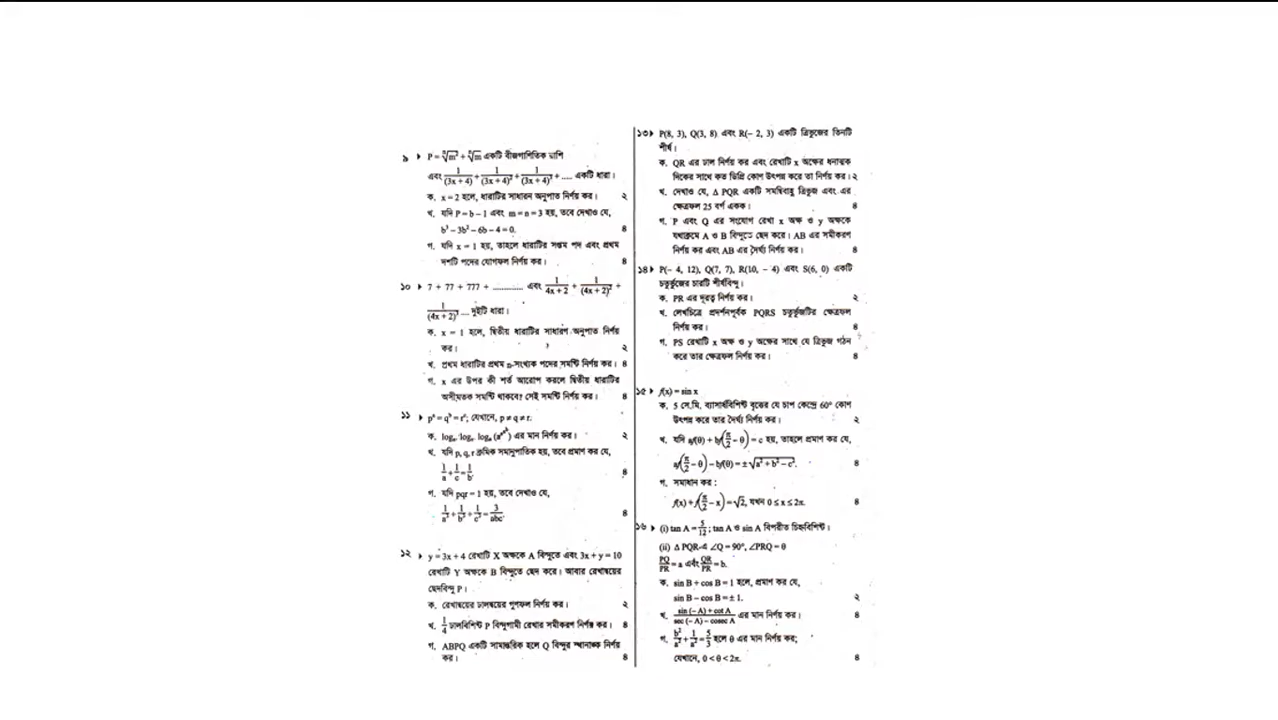 ৯ ▸ P = ∛m² + ∛m একটি বীজগাণিতিক রাশি
এবং 1/(3x + 4) + 1/(3x + 4)² + 1/(3x + 4)³ + ..... একটি ধারা।
ক. x = 2 হলে, ধারাটির সাধারন অনুপাত নির্ণয় কর। ২
খ. যদি P = b − 1 এবং m = n = 3 হয়, তবে দেখাও যে,
b³ − 3b² − 6b − 4 = 0. ৪
গ. যদি x = 1 হয়, তাহলে ধারাটির সপ্তম পদ এবং প্রথম
দশটি পদের যোগফল নির্ণয় কর। ৪
১০ ▸ 7 + 77 + 777 + ............. এবং 1/(4x + 2) + 1/(4x + 2)² +
1/(4x + 2)³ ... দুইটি ধারা।
ক. x = 1 হলে, দ্বিতীয় ধারাটির সাধারণ অনুপাত নির্ণয়
কর। ২
খ. প্রথম ধারাটির প্রথম n-সংখ্যক পদের সমষ্টি নির্ণয় কর। ৪
গ. x এর উপর কী শর্ত আরোপ করলে দ্বিতীয় ধারাটির
অসীমতক সমষ্টি থাকবে? সেই সমষ্টি নির্ণয় কর। ৪
১১ ▸ pᵃ = qᵇ = rᶜ, যেখানে, p ≠ q ≠ r.
ক. এর মান নির্ণয় কর। ২
খ. যদি p, q, r ক্রমিক সমানুপাতিক হয়, তবে প্রমাণ কর যে,
1/a + 1/c = 2/b. ৪
গ. যদি pqr = 1 হয়, তবে দেখাও যে,
1/a³ + 1/b³ + 1/c³ = 3/abc. ৪
১২ ▸ y = 3x + 4 রেখাটি X অক্ষকে A বিন্দুতে এবং 3x + y = 10
রেখাটি Y অক্ষকে B বিন্দুতে ছেদ করে। আবার রেখাদ্বয়ের
ছেদবিন্দু P।
ক. রেখাদ্বয়ের ঢালদ্বয়ের গুণফল নির্ণয় কর। ২
খ. 1/4 ঢালবিশিষ্ট P বিন্দুগামী রেখার সমীকরণ নির্ণয় কর। ৪
গ. ABPQ একটি সামান্তরিক হলে Q বিন্দুর স্থানাঙ্ক নির্ণয়
কর। ৪
১৩ ▸ P(8, 3), Q(3, 8) এবং R(− 2, 3) একটি ত্রিভুজের তিনটি
শীর্ষ।
ক. QR এর ঢাল নির্ণয় কর এবং রেখাটি x অক্ষের ধনাত্মক
দিকের সাথে কত ডিগ্রি কোণ উৎপন্ন করে তা নির্ণয় কর। ২
খ. দেখাও যে, Δ PQR একটি সমদ্বিবাহু ত্রিভুজ এবং এর
ক্ষেত্রফল 25 বর্গ একক। ৪
গ. P এবং Q এর সংযোগ রেখা x অক্ষ ও y অক্ষকে
যথাক্রমে A ও B বিন্দুতে ছেদ করে। AB এর সমীকরণ
নির্ণয় কর এবং AB এর দৈর্ঘ্য নির্ণয় কর। ৪
১৪ ▸ P(− 4, 12), Q(7, 7), R(10, − 4) এবং S(6, 0) একটি
চতুর্ভুজের চারটি শীর্ষবিন্দু।
ক. PR এর দূরত্ব নির্ণয় কর। ২
খ. লেখচিত্রে প্রদর্শনপূর্বক PQRS চতুর্ভুজটির ক্ষেত্রফল
নির্ণয় কর। ৪
গ. PS রেখাটি x অক্ষ ও y অক্ষের সাথে যে ত্রিভুজ গঠন
করে তার ক্ষেত্রফল নির্ণয় কর। ৪
১৫ ▸ f(x) = sin x
ক. 5 সে.মি. ব্যাসার্ধবিশিষ্ট বৃত্তের যে চাপ কেন্দ্রে 60° কোণ
উৎপন্ন করে তার দৈর্ঘ্য নির্ণয় কর। ২
খ. যদি af(θ) + bf(π/2 − θ) = c হয়, তাহলে প্রমাণ কর যে,
af(π/2 − θ) − bf(θ) = ± √(a² + b² − c²). ৪
গ. সমাধান কর :
f(x) + f(π/2 − x) = √2, যখন 0 ≤ x ≤ 2π. ৪
১৬ ▸ (i) tan A = 5/12; tan A ও sin A বিপরীত চিহ্নবিশিষ্ট।
(ii) Δ PQR-এ ∠Q = 90°, ∠PRQ = θ
PQ/PR = a এবং QR/PR = b.
ক. sin B + cos B = 1 হলে, প্রমাণ কর যে,
sin B − cos B = ± 1. ২
খ. (sin (− A) + cot A)/(sec (− A) − cosec A) এর মান নির্ণয় কর। ৪
গ. b²/a² + 1/a² = 5/3 হলে θ এর মান নির্ণয় কর;
যেখানে, 0 < θ < 2π. ৪